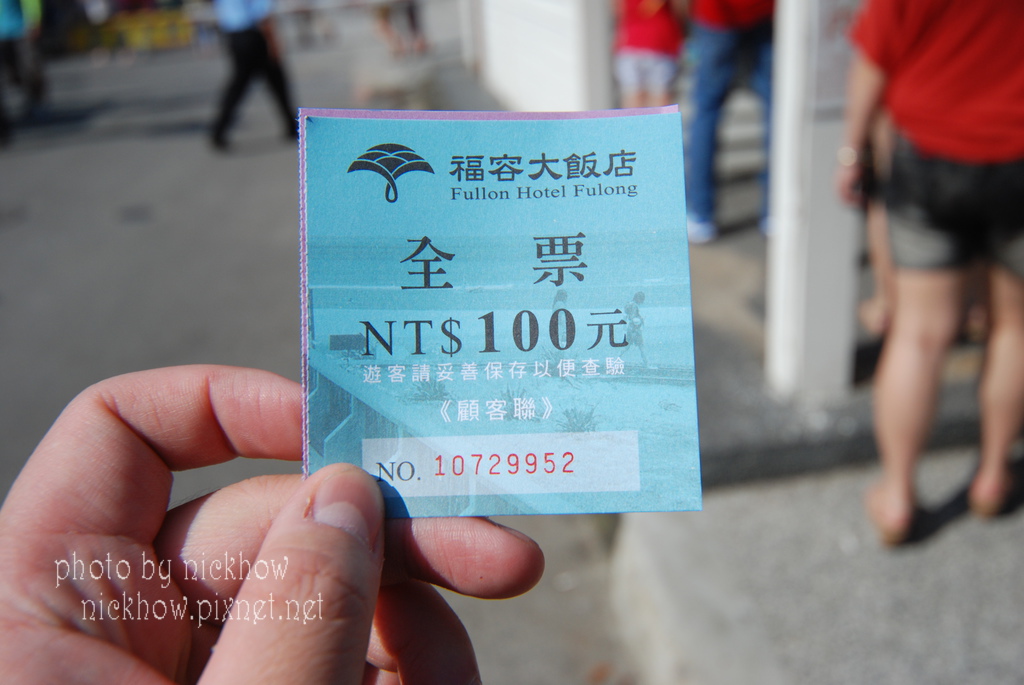 福容大飯店
Fullon Hotel Fulong
全 票
NT$100元
遊客請妥善保存以便查驗
《顧客聯》
NO. 10729952
photo by nickhow
nickhow.pixnet.net